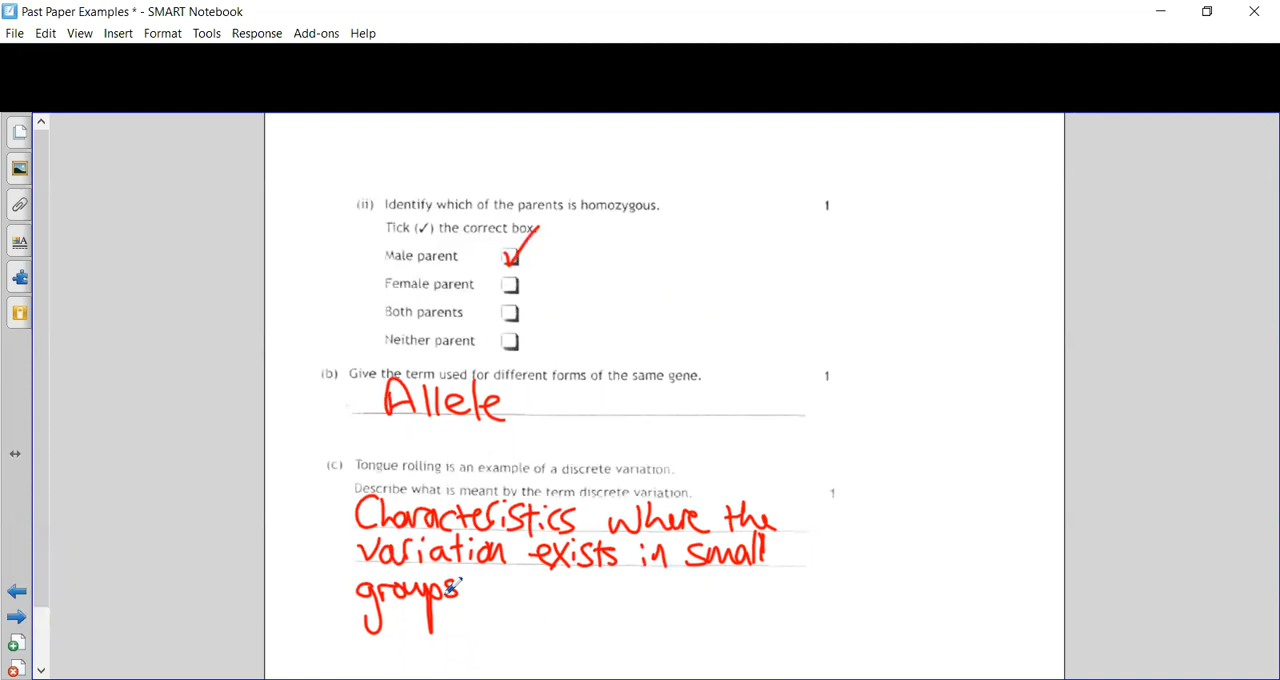 Past Paper Examples * - SMART Notebook
File Edit View Insert Format Tools Response Add-ons Help
(ii) Identify which of the parents is homozygous. 1
Tick (✓) the correct box.
Male parent
Female parent
Both parents
Neither parent
(b) Give the term used for different forms of the same gene. 1
Allele
(c) Tongue rolling is an example of a discrete variation.
Describe what is meant by the term discrete variation. 1
Characteristics where the
variation exists in small
groups